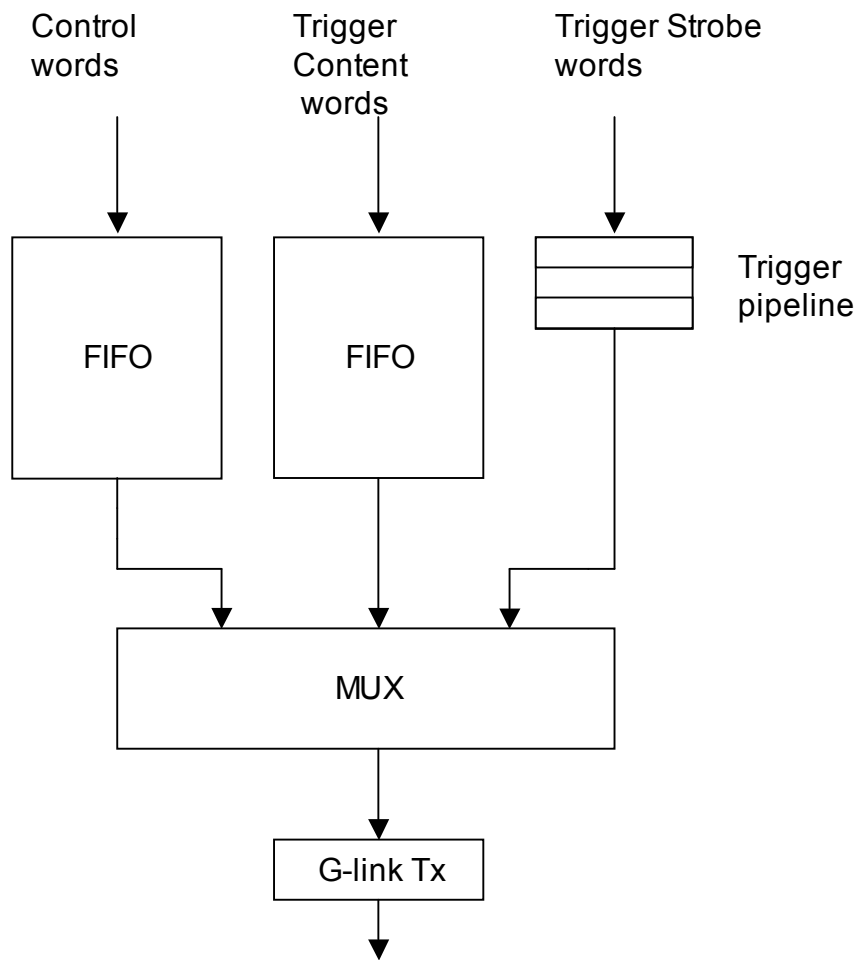 Control
words
Trigger
Content
words
Trigger Strobe
words
Trigger
pipeline
FIFO
FIFO
MUX
G-link Tx